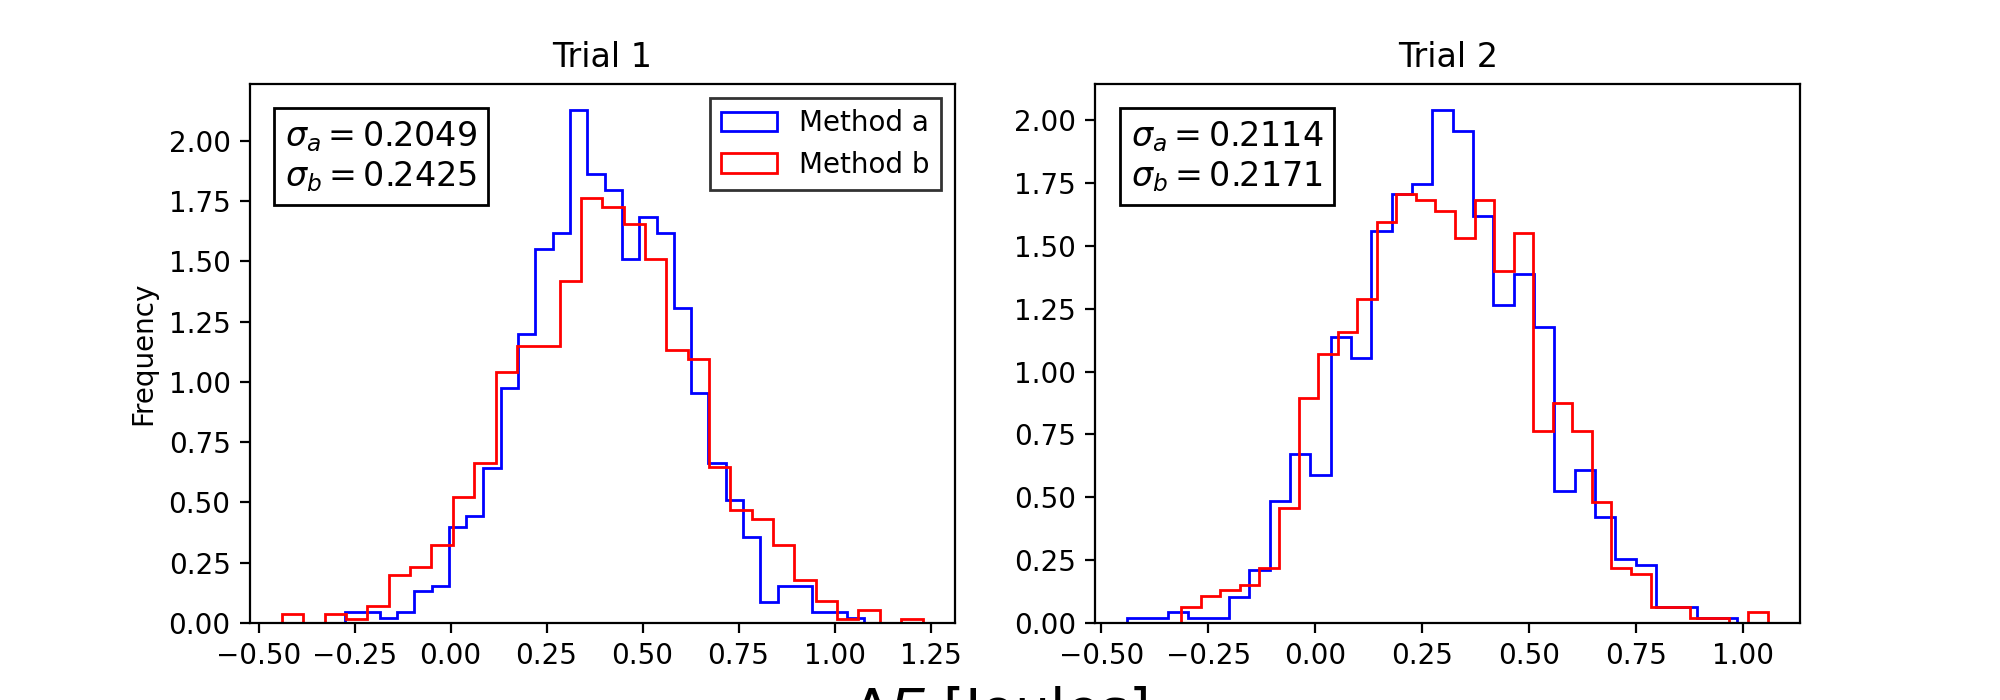 Trial 1
Trial 2
σa = 0.2049
σb = 0.2425
Method a
Method b
σa = 0.2114
σb = 0.2171
Frequency
2.00
1.75
1.50
1.25
1.00
0.75
0.50
0.25
0.00
−0.50 −0.25 0.00 0.25 0.50 0.75 1.00 1.25
2.00
1.75
1.50
1.25
1.00
0.75
0.50
0.25
0.00
−0.50 −0.25 0.00 0.25 0.50 0.75 1.00
ΔE [Joules]